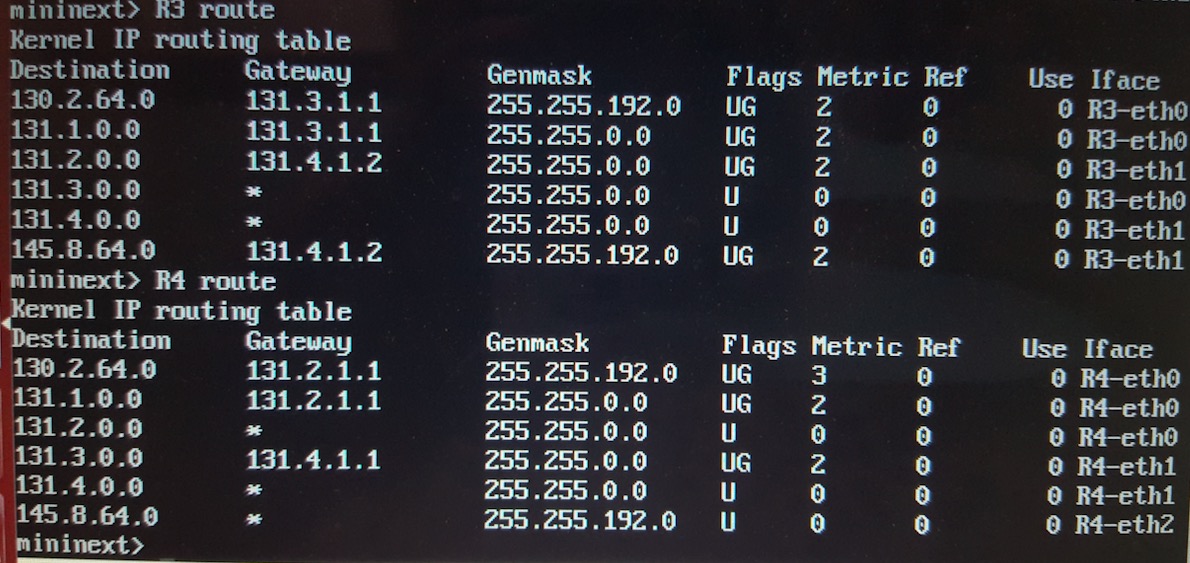 mininext> R3 route
Kernel IP routing table
Destination Gateway Genmask Flags Metric Ref Use Iface
130.2.64.0 131.3.1.1 255.255.192.0 UG 2 0 0 R3-eth0
131.1.0.0 131.3.1.1 255.255.0.0 UG 2 0 0 R3-eth0
131.2.0.0 131.4.1.2 255.255.0.0 UG 2 0 0 R3-eth1
131.3.0.0 * 255.255.0.0 U 0 0 0 R3-eth0
131.4.0.0 * 255.255.0.0 U 0 0 0 R3-eth1
145.8.64.0 131.4.1.2 255.255.192.0 UG 2 0 0 R3-eth1
mininext> R4 route
Kernel IP routing table
Destination Gateway Genmask Flags Metric Ref Use Iface
130.2.64.0 131.2.1.1 255.255.192.0 UG 3 0 0 R4-eth0
131.1.0.0 131.2.1.1 255.255.0.0 UG 2 0 0 R4-eth0
131.2.0.0 * 255.255.0.0 U 0 0 0 R4-eth0
131.3.0.0 131.4.1.1 255.255.0.0 UG 2 0 0 R4-eth1
131.4.0.0 * 255.255.0.0 U 0 0 0 R4-eth1
145.8.64.0 * 255.255.192.0 U 0 0 0 R4-eth2
mininext>